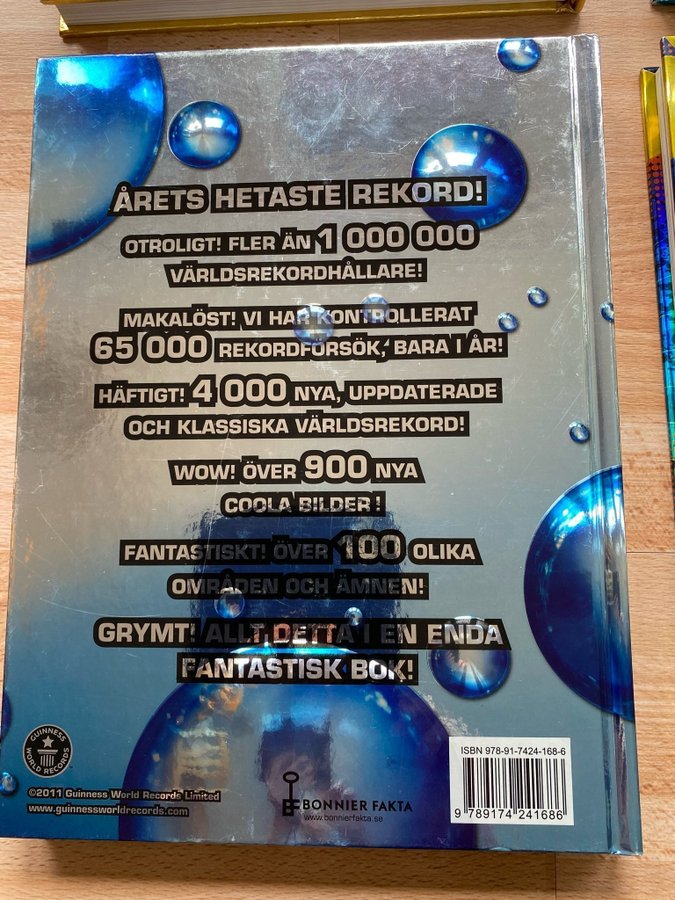 ÅRETS HETASTE REKORD!
OTROLIGT! FLER ÄN 1 000 000
VÄRLDSREKORDHÅLLARE!
MAKALÖST! VI HAR KONTROLLERAT
65 000 REKORDFÖRSÖK, BARA I ÅR!
HÄFTIGT! 4 000 NYA, UPPDATERADE
OCH KLASSISKA VÄRLDSREKORD!
WOW! ÖVER 900 NYA
COOLA BILDER!
FANTASTISKT! ÖVER 100 OLIKA
OMRÅDEN OCH ÄMNEN!
GRYMT! ALLT DETTA I EN ENDA
FANTASTISK BOK!
GUINNESS
WORLD RECORDS
©2011 Guinness World Records Limited
www.guinnessworldrecords.com
BONNIER FAKTA
www.bonnierfakta.se
ISBN 978-91-7424-168-6
9 789174 241686